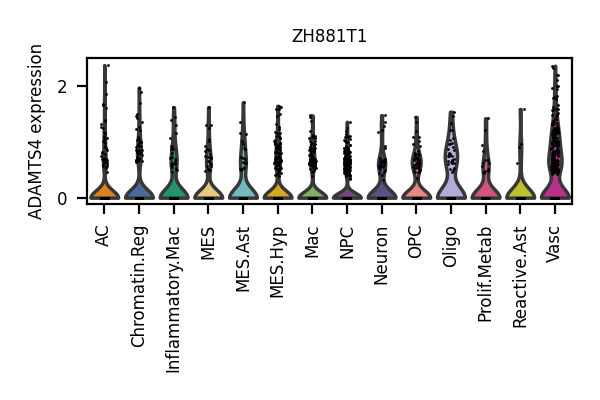 ZH881T1
ADAMTS4 expression
2
0
AC
Chromatin.Reg
Inflammatory.Mac
MES
MES.Ast
MES.Hyp
Mac
NPC
Neuron
OPC
Oligo
Prolif.Metab
Reactive.Ast
Vasc